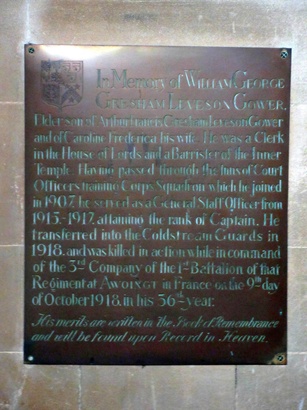 In Memory of William George
Gresham Leveson Gower,
Elder son of Arthur Francis Gresham Leveson Gower
and of Caroline Frederica his wife. He was a Clerk
in the House of Lords and a Barrister of the Inner
Temple. Having passed through the Inns of Court
Officers training Corps Squadron which he joined
in 1907, he served as a General Staff Officer from
1915-1917, attaining the rank of Captain. He
transferred into the Coldstream Guards in
1918, and was killed in action while in command
of the 3rd Company of the 1st Battalion of that
Regiment at Awoingt in France on the 9th day
of October 1918, in his 36th year.
His merits are written in the Book of Remembrance
and will be found upon Record in Heaven.